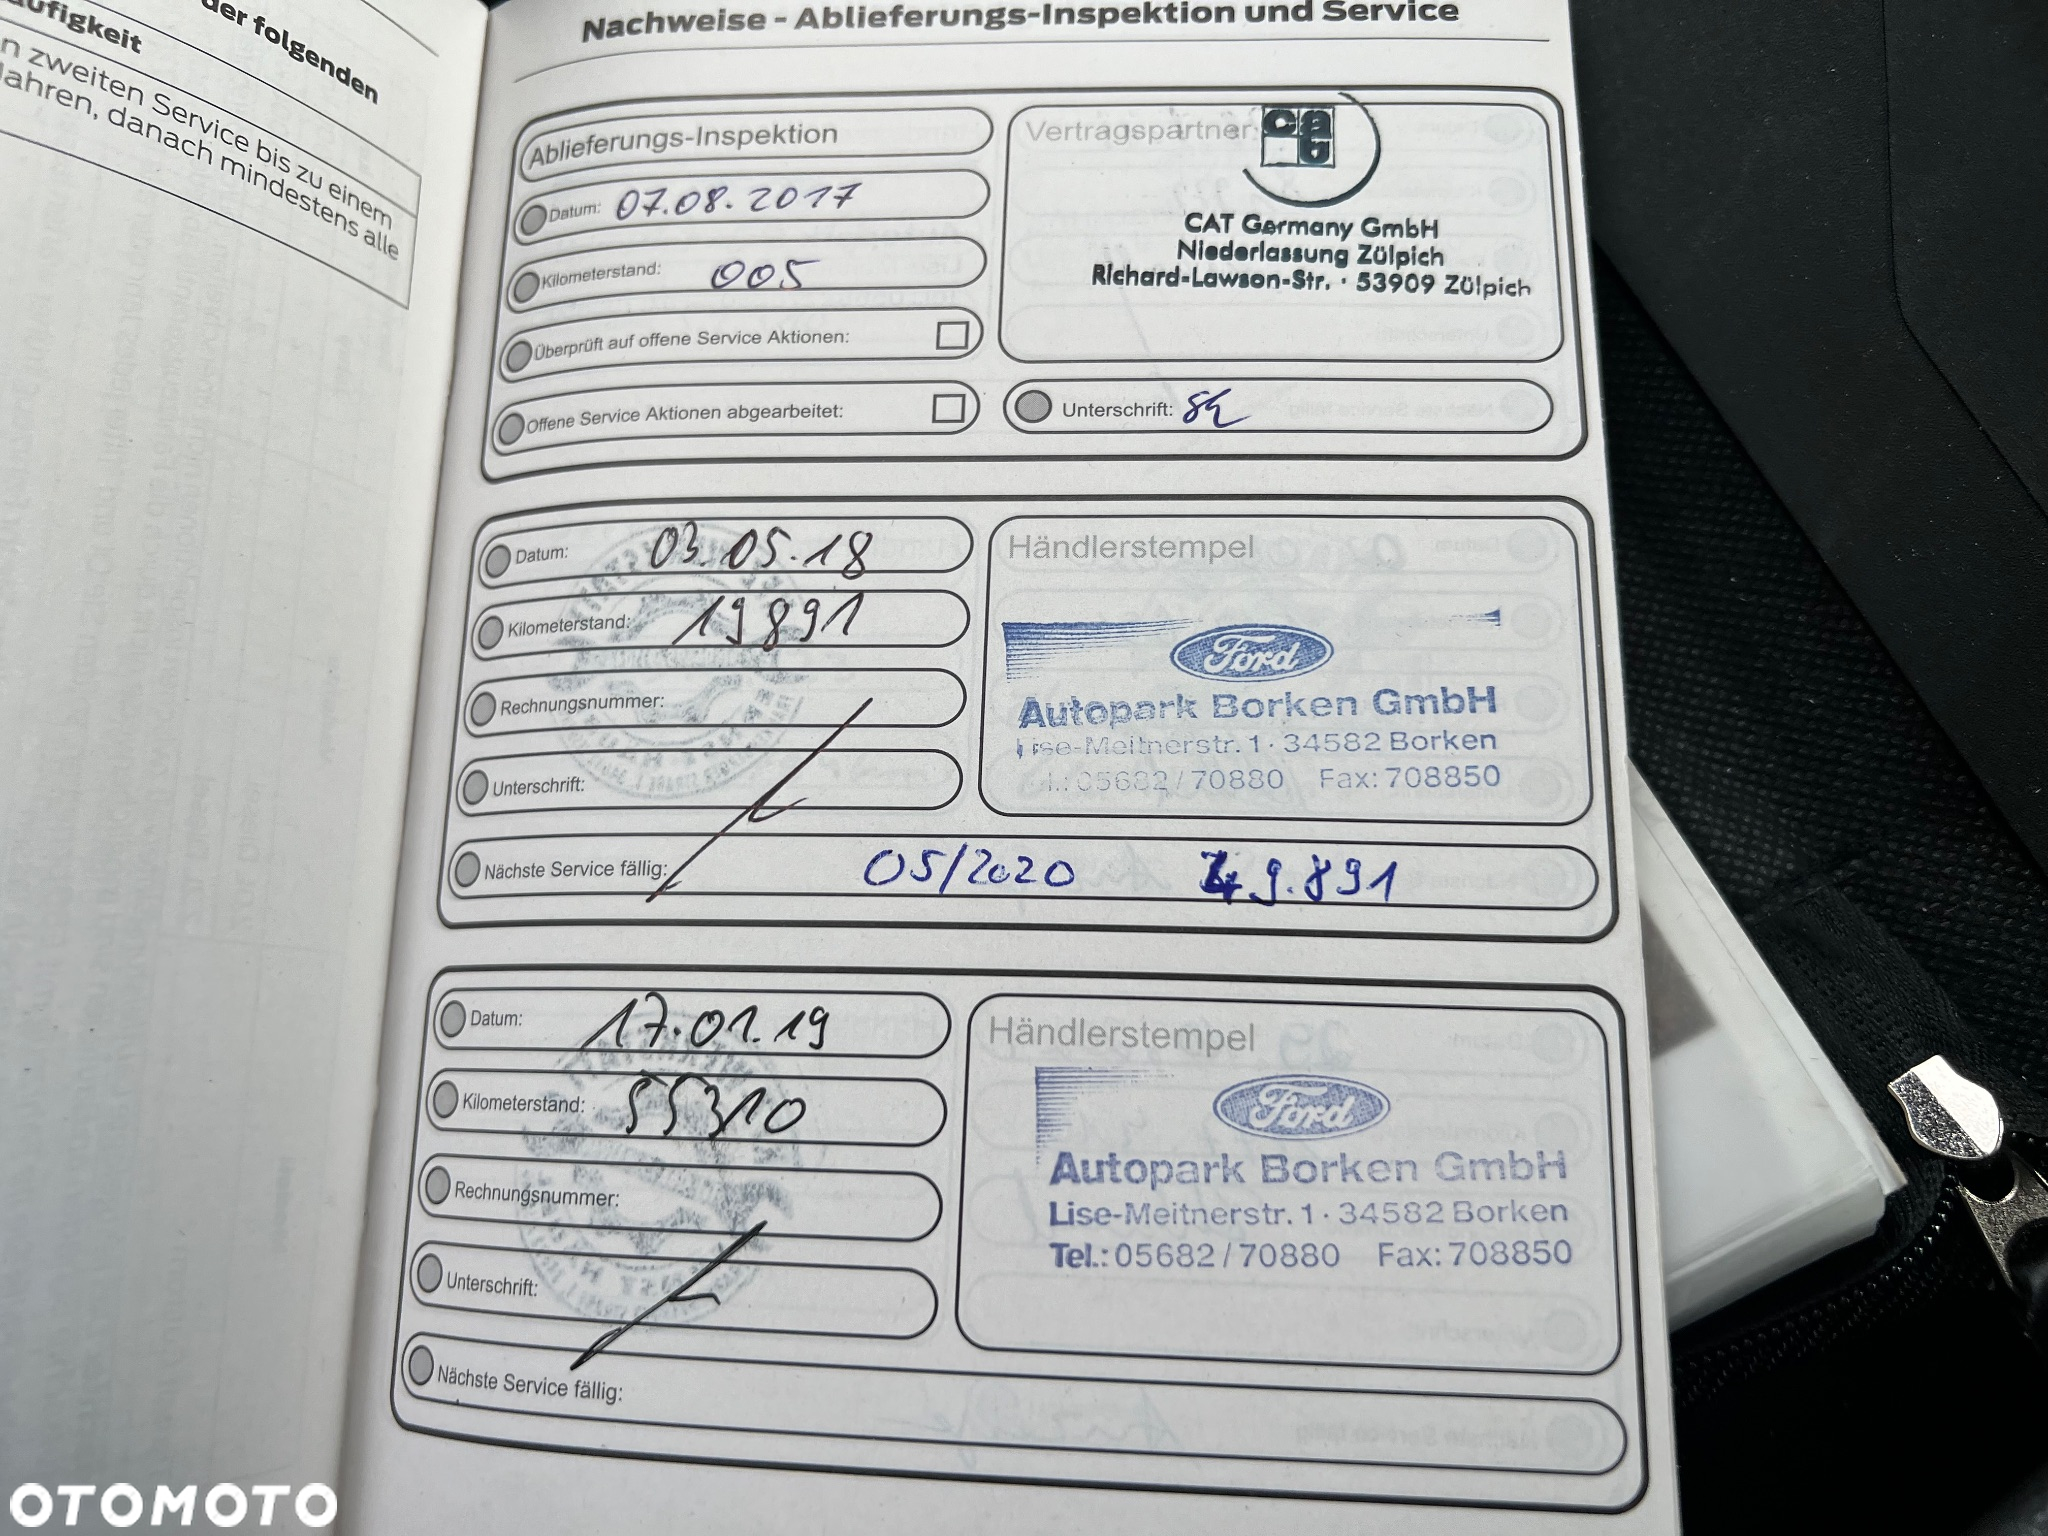 der folgenden
ufigkeit
n zweiten Service bis zu einem
Jahren, danach mindestens alle
Nachweise - Ablieferungs-Inspektion und Service
Ablieferungs-Inspektion
Datum: 07.08.2017
Kilometerstand: 005
Überprüft auf offene Service Aktionen:
Offene Service Aktionen abgearbeitet:
Vertragspartner:
cat
CAT Germany GmbH
Niederlassung Zülpich
Richard-Lawson-Str. · 53909 Zülpich
Unterschrift:
Datum: 03.05.18
Kilometerstand: 19891
Rechnungsnummer:
Unterschrift:
Händlerstempel
Ford
Autopark Borken GmbH
Lise-Meitnerstr. 1 · 34582 Borken
l.: 05682 / 70880 Fax: 708850
Nächste Service fällig: 05/2020 49.891
Datum: 17.01.19
Kilometerstand: 55310
Rechnungsnummer:
Unterschrift:
Händlerstempel
Ford
Autopark Borken GmbH
Lise-Meitnerstr. 1 · 34582 Borken
Tel.: 05682 / 70880 Fax: 708850
Nächste Service fällig:
OTOMOTO